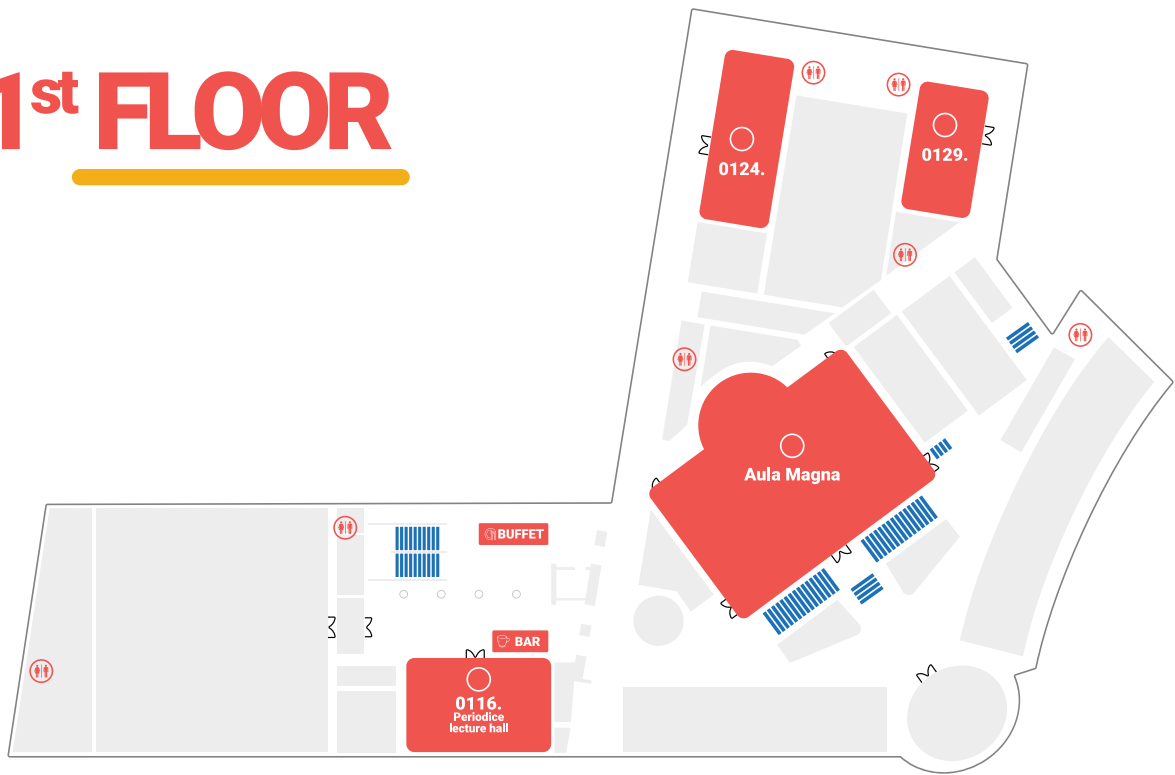 1st FLOOR
0124.
0129.
Aula Magna
BUFFET
BAR
0116.
Periodice
lecture hall